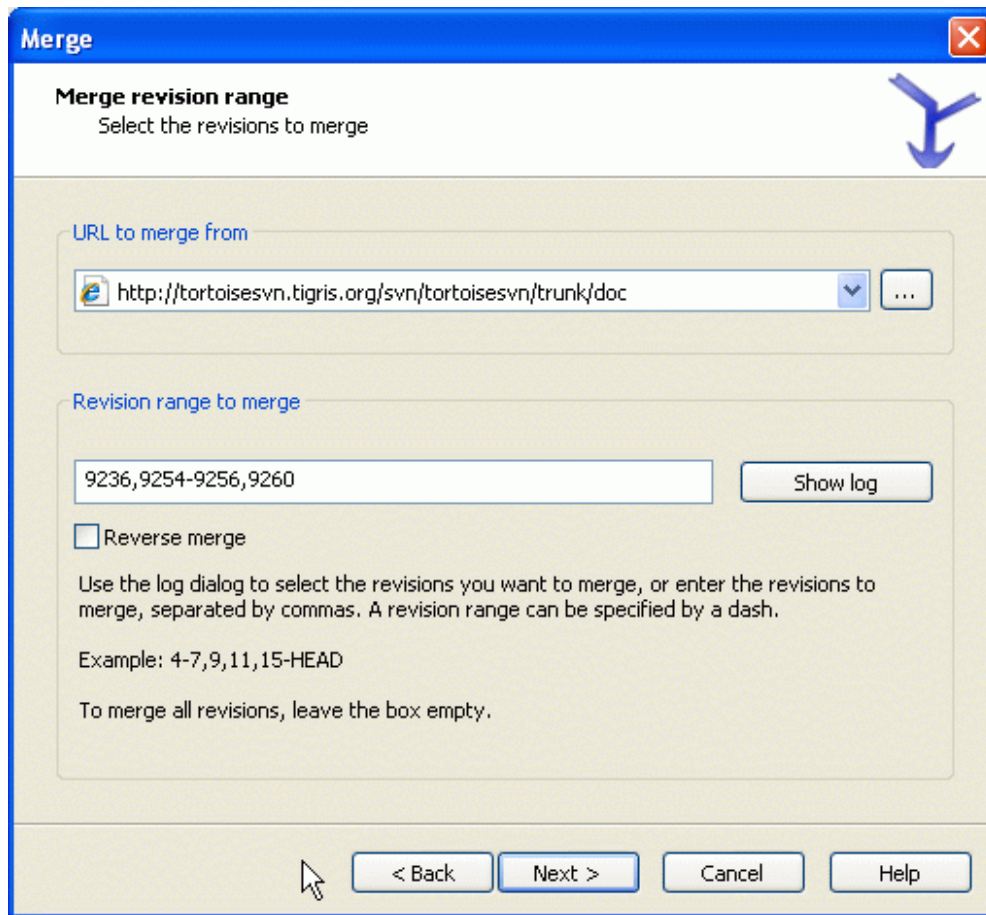 Merge
Merge revision range
Select the revisions to merge
URL to merge from
http://tortoisesvn.tigris.org/svn/tortoisesvn/trunk/doc
...
Revision range to merge
9236,9254-9256,9260
Show log
Reverse merge
Use the log dialog to select the revisions you want to merge, or enter the revisions to
merge, separated by commas. A revision range can be specified by a dash.
Example: 4-7,9,11,15-HEAD
To merge all revisions, leave the box empty.
< Back
Next >
Cancel
Help